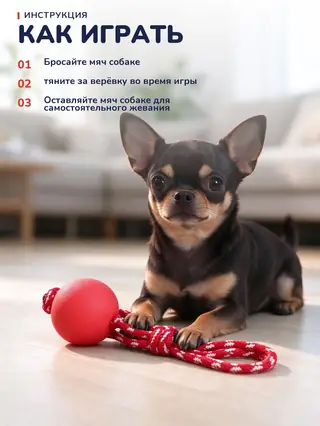 ИНСТРУКЦИЯ
КАК ИГРАТЬ
01 Бросайте мяч собаке
02 тяните за верёвку во время игры
03 Оставляйте мяч собаке для
самостоятельного жевания